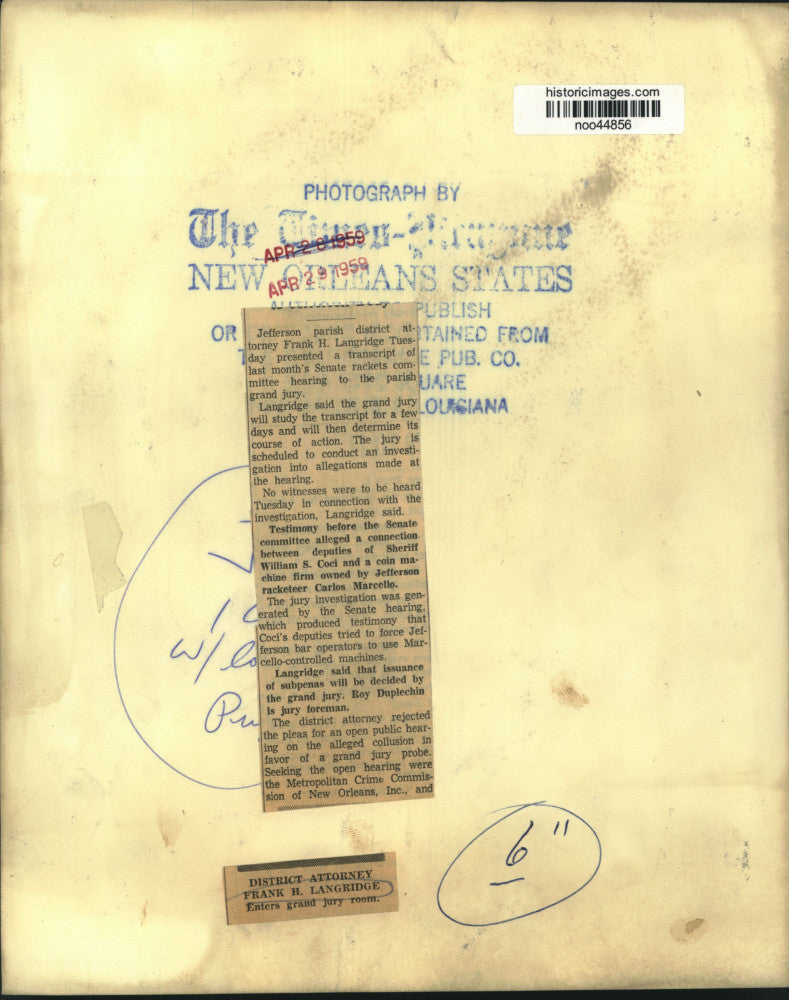 historicimages.com
noo44856
PHOTOGRAPH BY
The Times-Picayune
APR 28 1959
NEW ORLEANS STATES
APR 29 1959
PUBLISH
OR TAINED FROM
E PUB. CO.
UARE
LOUISIANA
Jefferson parish district at-
torney Frank H. Langridge Tues-
day presented a transcript of
last month's Senate rackets com-
mittee hearing to the parish
grand jury.
Langridge said the grand jury
will study the transcript for a few
days and will then determine its
course of action. The jury is
scheduled to conduct an investi-
gation into allegations made at
the hearing.
No witnesses were to be heard
Tuesday in connection with the
investigation, Langridge said.
Testimony before the Senate
committee alleged a connection
between deputies of Sheriff
William S. Coci and a coin ma-
chine firm owned by Jefferson
racketeer Carlos Marcello.
The jury investigation was gen-
erated by the Senate hearing,
which produced testimony that
Coci's deputies tried to force Jef-
ferson bar operators to use Mar-
cello-controlled machines.
Langridge said that issuance
of subpenas will be decided by
the grand jury. Roy Duplechin
is jury foreman.
The district attorney rejected
the pleas for an open public hear-
ing on the alleged collusion in
favor of a grand jury probe.
Seeking the open hearing were
the Metropolitan Crime Commis-
sion of New Orleans, Inc., and
w/
DISTRICT ATTORNEY
FRANK H. LANGRIDGE
Enters grand jury room.
6"